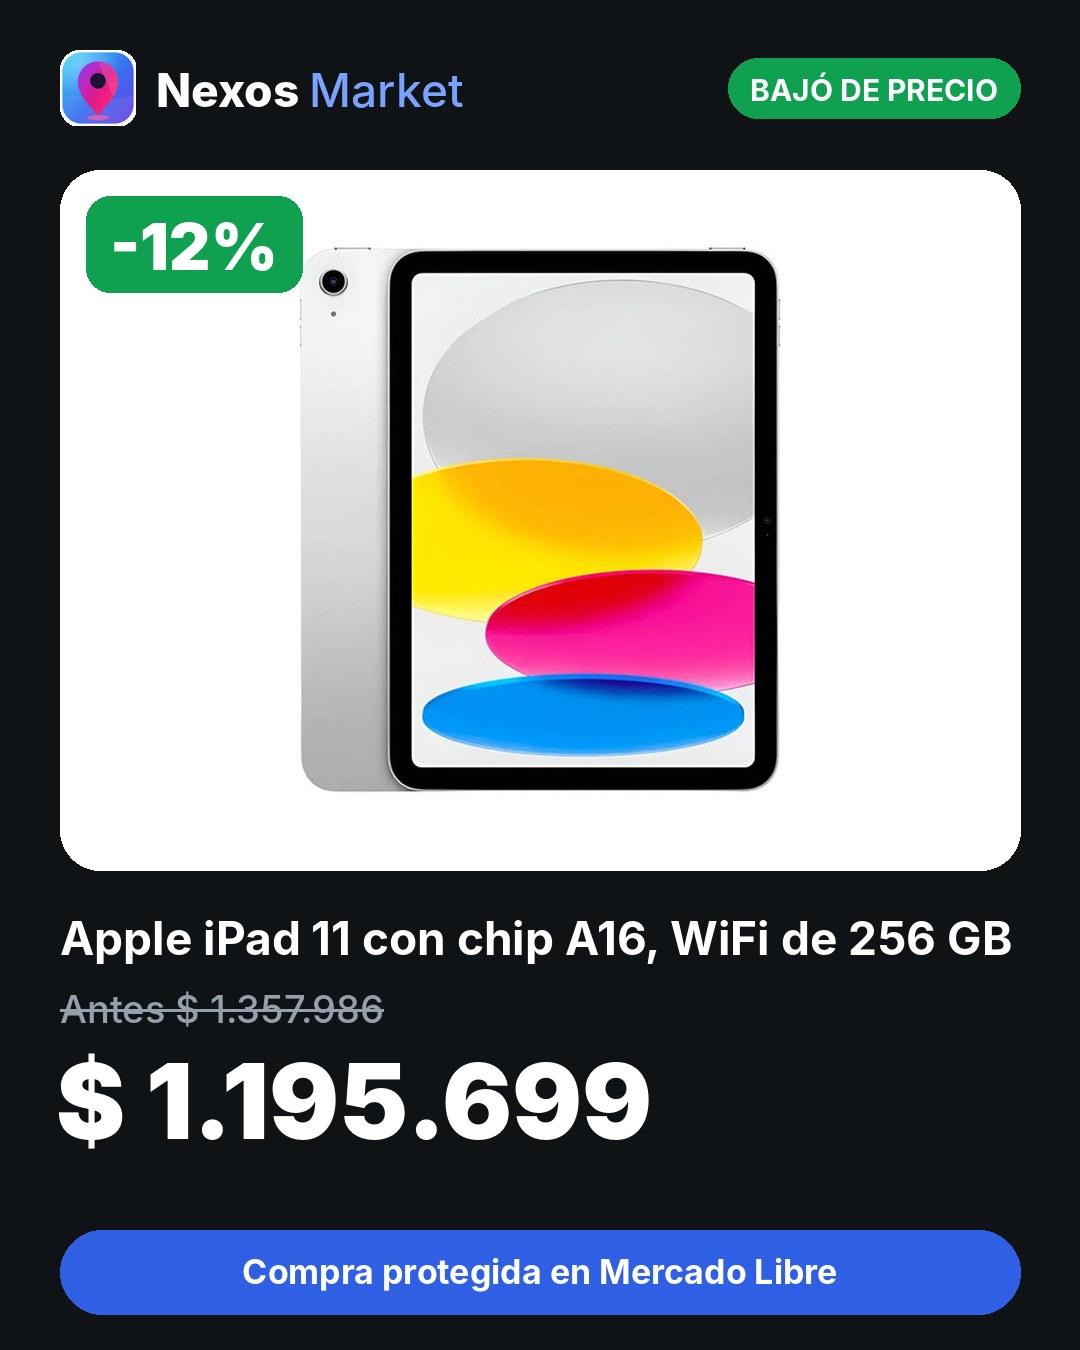 Nexos Market
BAJÓ DE PRECIO
-12%
Apple iPad 11 con chip A16, WiFi de 256 GB
Antes $ 1.357.986
$ 1.195.699
Compra protegida en Mercado Libre